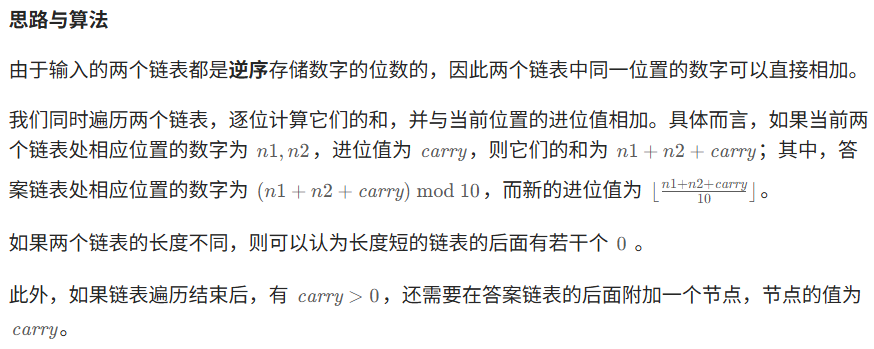 思路与算法
由于输入的两个链表都是逆序存储数字的位数的，因此两个链表中同一位置的数字可以直接相加。
我们同时遍历两个链表，逐位计算它们的和，并与当前位置的进位值相加。具体而言，如果当前两
个链表处相应位置的数字为 n1, n2，进位值为 carry，则它们的和为 n1 + n2 + carry；其中，答
案链表处相应位置的数字为 (n1 + n2 + carry) mod 10，而新的进位值为 ⌊(n1+n2+carry)/10⌋。
如果两个链表的长度不同，则可以认为长度短的链表的后面有若干个 0 。
此外，如果链表遍历结束后，有 carry > 0，还需要在答案链表的后面附加一个节点，节点的值为
carry。